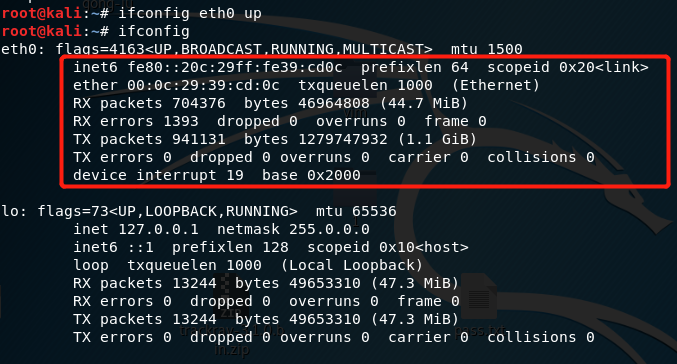 root@kali:~# ifconfig eth0 up
root@kali:~# ifconfig
eth0: flags=4163<UP,BROADCAST,RUNNING,MULTICAST>  mtu 1500
        inet6 fe80::20c:29ff:fe39:cd0c  prefixlen 64  scopeid 0x20<link>
        ether 00:0c:29:39:cd:0c  txqueuelen 1000  (Ethernet)
        RX packets 704376  bytes 46964808 (44.7 MiB)
        RX errors 1393  dropped 0  overruns 0  frame 0
        TX packets 941131  bytes 1279747932 (1.1 GiB)
        TX errors 0  dropped 0 overruns 0  carrier 0  collisions 0
        device interrupt 19  base 0x2000
lo: flags=73<UP,LOOPBACK,RUNNING>  mtu 65536
        inet 127.0.0.1  netmask 255.0.0.0
        inet6 ::1  prefixlen 128  scopeid 0x10<host>
        loop  txqueuelen 1000  (Local Loopback)
        RX packets 13244  bytes 49653310 (47.3 MiB)
        RX errors 0  dropped 0  overruns 0  frame 0
        TX packets 13244  bytes 49653310 (47.3 MiB)
        TX errors 0  dropped 0 overruns 0  carrier 0  collisions 0